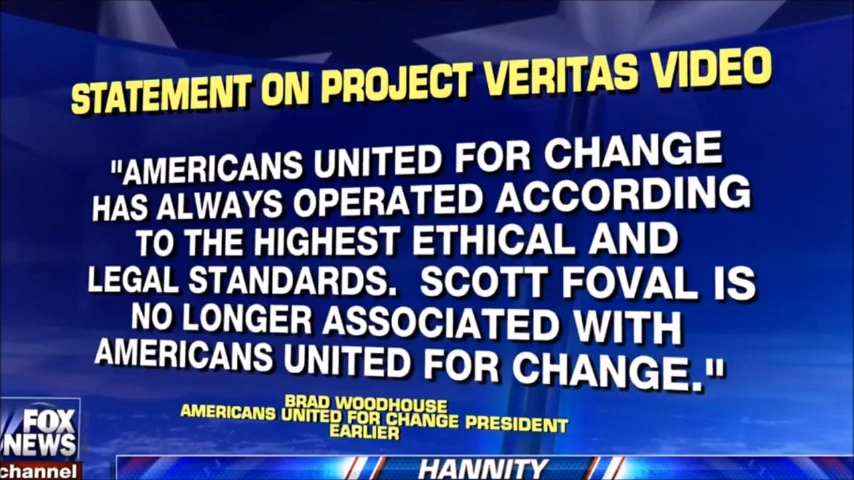 STATEMENT ON PROJECT VERITAS VIDEO
"AMERICANS UNITED FOR CHANGE
HAS ALWAYS OPERATED ACCORDING
TO THE HIGHEST ETHICAL AND
LEGAL STANDARDS. SCOTT FOVAL IS
NO LONGER ASSOCIATED WITH
AMERICANS UNITED FOR CHANGE."
BRAD WOODHOUSE
AMERICANS UNITED FOR CHANGE PRESIDENT
EARLIER
FOX
NEWS
channel
HANNITY